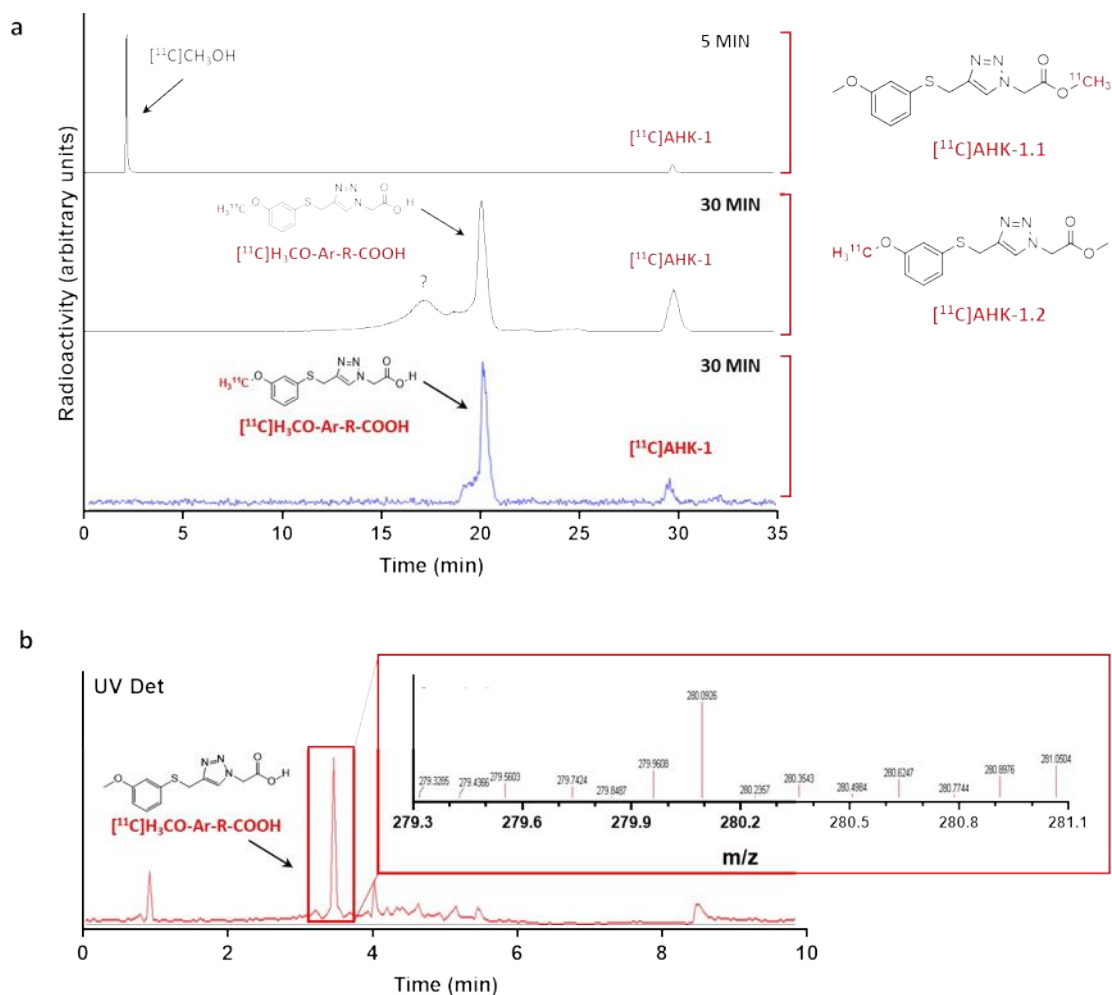 a
[¹¹C]CH₃OH
5 MIN
[¹¹C]AHK-1
S
N=N
N
O
O
O
¹¹CH₃
[¹¹C]AHK-1.1
30 MIN
H₃¹¹C
O
S
N=N
N
O
O
H
[¹¹C]H₃CO-Ar-R-COOH
[¹¹C]AHK-1
?
H₃¹¹C
O
S
N=N
N
O
O
[¹¹C]AHK-1.2
30 MIN
H₃¹¹C
O
S
N=N
N
O
O
H
[¹¹C]H₃CO-Ar-R-COOH
[¹¹C]AHK-1
Radioactivity (arbitrary units)
0 5 10 15 20 25 30 35
Time (min)
b
UV Det
O
S
N=N
N
O
O
H
[¹¹C]H₃CO-Ar-R-COOH
280.0926
279.9608
279.3295
279.4366
279.5603
279.7424
279.8487
280.2357
280.3543
280.4984
280.6247
280.7744
280.8976
281.0504
279.3 279.6 279.9 280.2 280.5 280.8 281.1
m/z
0 2 4 6 8 10
Time (min)